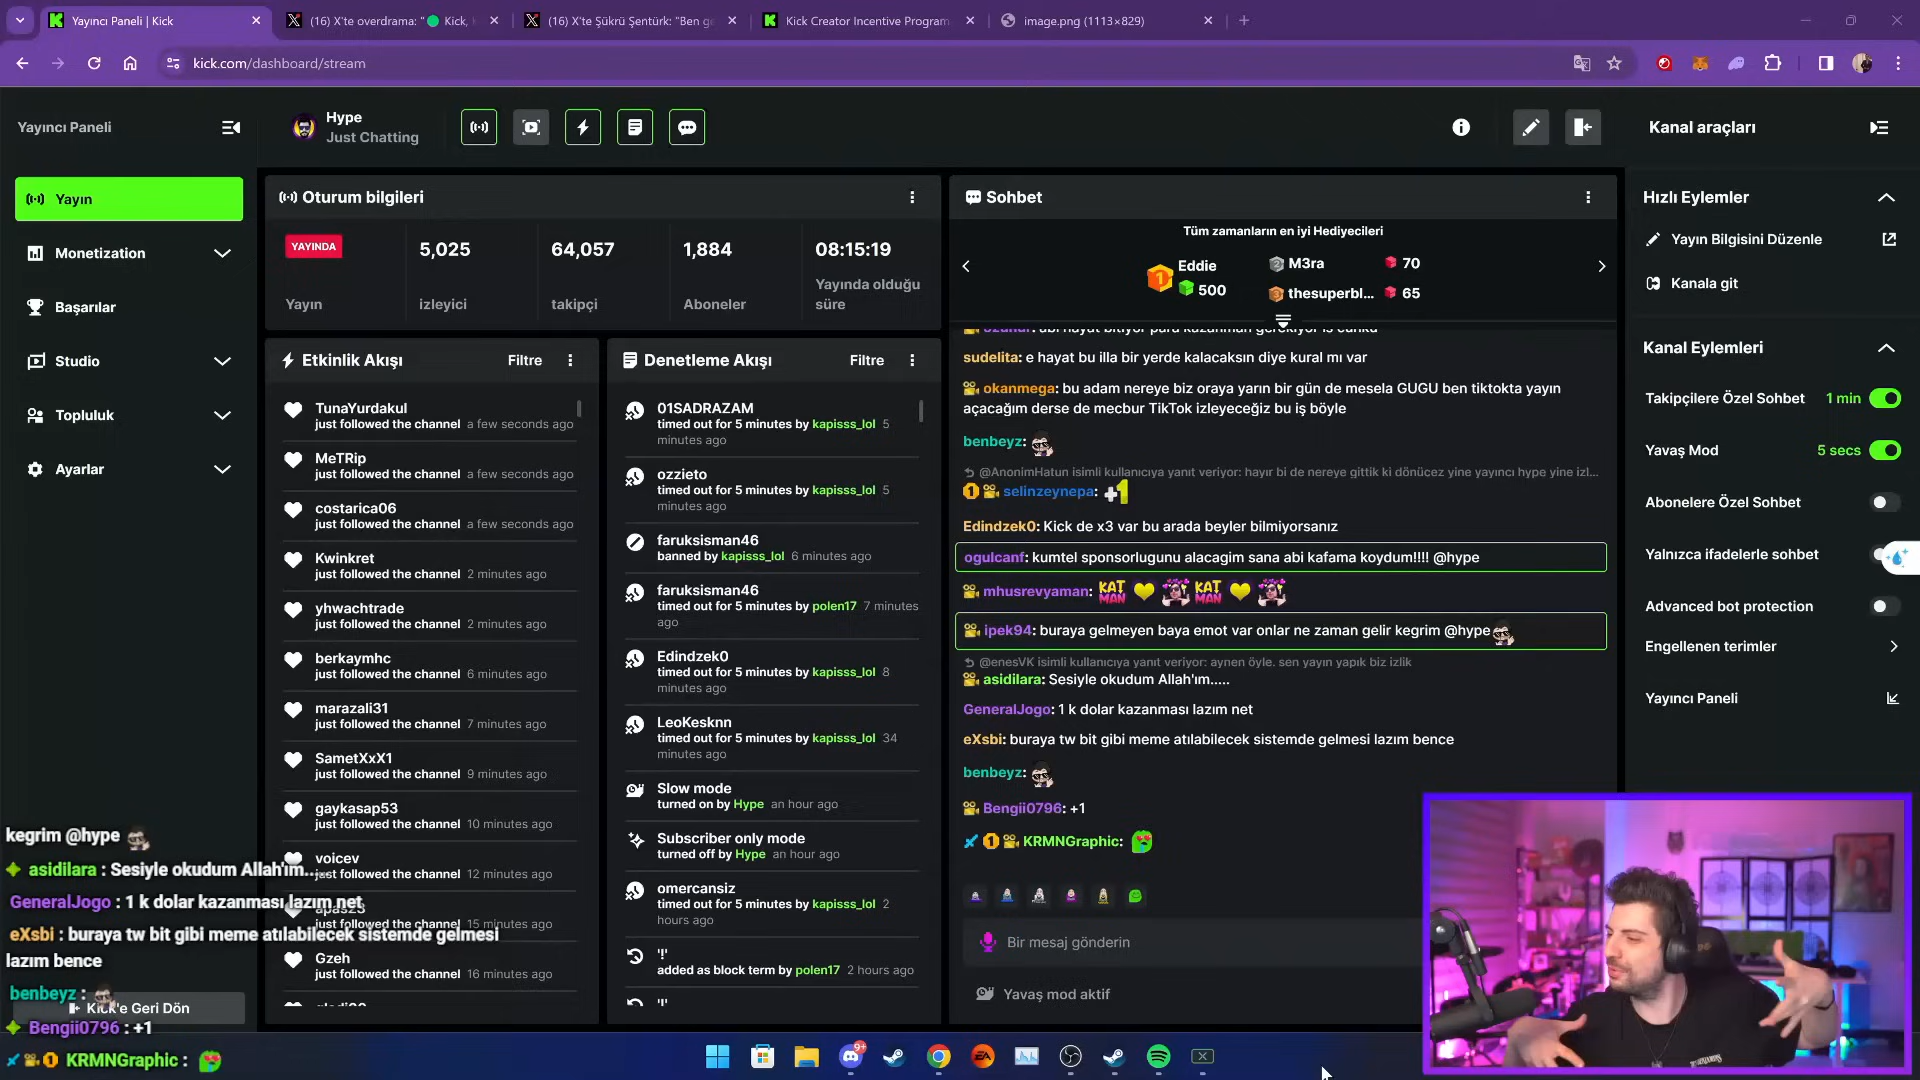 Yayıncı Paneli | Kick
(16) X'te overdrama: "🟢 Kick,
(16) X'te Şükrü Şentürk: "Ben ge
Kick Creator Incentive Program
image.png (1113×829)
kick.com/dashboard/stream
Yayıncı Paneli
Hype
Just Chatting
Kanal araçları
Yayın
Monetization
Başarılar
Studio
Topluluk
Ayarlar
Kick'e Geri Dön
Oturum bilgileri
YAYINDA
5,025
64,057
1,884
08:15:19
Yayın
izleyici
takipçi
Aboneler
Yayında olduğu
süre
Etkinlik Akışı
Filtre
TunaYurdakul
just followed the channel a few seconds ago
MeTRip
just followed the channel a few seconds ago
costarica06
just followed the channel a few seconds ago
Kwinkret
just followed the channel 2 minutes ago
yhwachtrade
just followed the channel 2 minutes ago
berkaymhc
just followed the channel 6 minutes ago
marazali31
just followed the channel 7 minutes ago
SametXxX1
just followed the channel 9 minutes ago
gaykasap53
just followed the channel 10 minutes ago
voicev
just followed the channel 12 minutes ago
just followed the channel 15 minutes ago
Gzeh
just followed the channel 16 minutes ago
Denetleme Akışı
Filtre
01SADRAZAM
timed out for 5 minutes by kapisss_lol 5
minutes ago
ozzieto
timed out for 5 minutes by kapisss_lol 5
minutes ago
faruksisman46
banned by kapisss_lol 6 minutes ago
faruksisman46
timed out for 5 minutes by polen17 7 minutes
ago
Edindzek0
timed out for 5 minutes by kapisss_lol 8
minutes ago
LeoKesknn
timed out for 5 minutes by kapisss_lol 34
minutes ago
Slow mode
turned on by Hype an hour ago
Subscriber only mode
turned off by Hype an hour ago
omercansiz
timed out for 5 minutes by kapisss_lol 2
hours ago
'!'
added as block term by polen17 2 hours ago
'!'
Sohbet
Tüm zamanların en iyi Hediyecileri
Eddie
500
M3ra 70
thesuperbl... 65
abi hayat bitiyor para kazanman gerekiyor
sudelita: e hayat bu illa bir yerde kalacaksın diye kural mı var
okanmega: bu adam nereye biz oraya yarın bir gün de mesela GUGU ben tiktokta yayın
açacağım derse de mecbur TikTok izleyeceğiz bu iş böyle
benbeyz:
@AnonimHatun isimli kullanıcıya yanıt veriyor: hayır bi de nereye gittik ki dönücez yine yayıncı hype yine izl...
selinzeynepa: +1
Edindzek0: Kick de x3 var bu arada beyler bilmiyorsanız
ogulcanf: kumtel sponsorlugunu alacagim sana abi kafama koydum!!!! @hype
mhusrevyaman: KAT MAN KAT MAN
ipek94: buraya gelmeyen baya emot var onlar ne zaman gelir kegrim @hype
@enesVK isimli kullanıcıya yanıt veriyor: aynen öyle. sen yayın yapık biz izlik
asidilara: Sesiyle okudum Allah'ım.....
GeneralJogo: 1 k dolar kazanması lazım net
eXsbi: buraya tw bit gibi meme atılabilecek sistemde gelmesi lazım bence
benbeyz:
Bengii0796: +1
KRMNGraphic:
Bir mesaj gönderin
Yavaş mod aktif
Hızlı Eylemler
Yayın Bilgisini Düzenle
Kanala git
Kanal Eylemleri
Takipçilere Özel Sohbet 1 min
Yavaş Mod 5 secs
Abonelere Özel Sohbet
Yalnızca ifadelerle sohbet
Advanced bot protection
Engellenen terimler
Yayıncı Paneli
kegrim @hype
asidilara : Sesiyle okudum Allah'ım.....
GeneralJogo : 1 k dolar kazanması lazım net
eXsbi : buraya tw bit gibi meme atılabilecek sistemde gelmesi
lazım bence
benbeyz :
Bengii0796 : +1
KRMNGraphic :
9+
EA